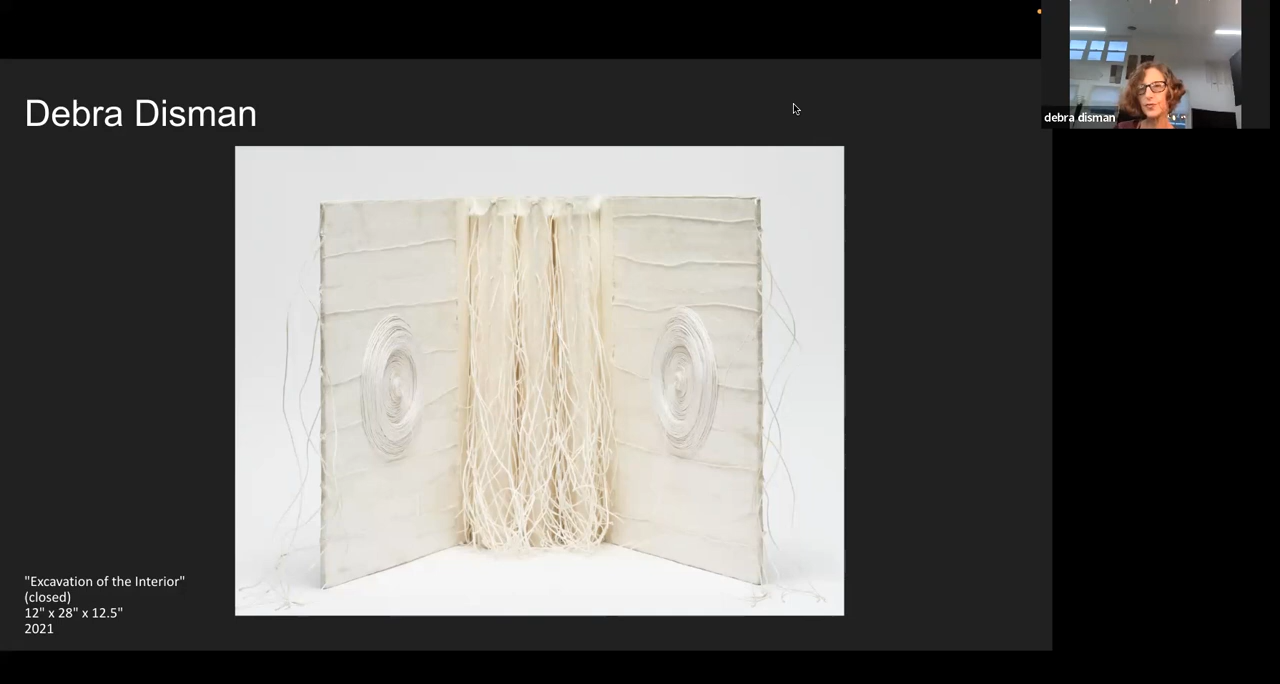 Debra Disman
debra disman
"Excavation of the Interior"
(closed)
12" x 28" x 12.5"
2021